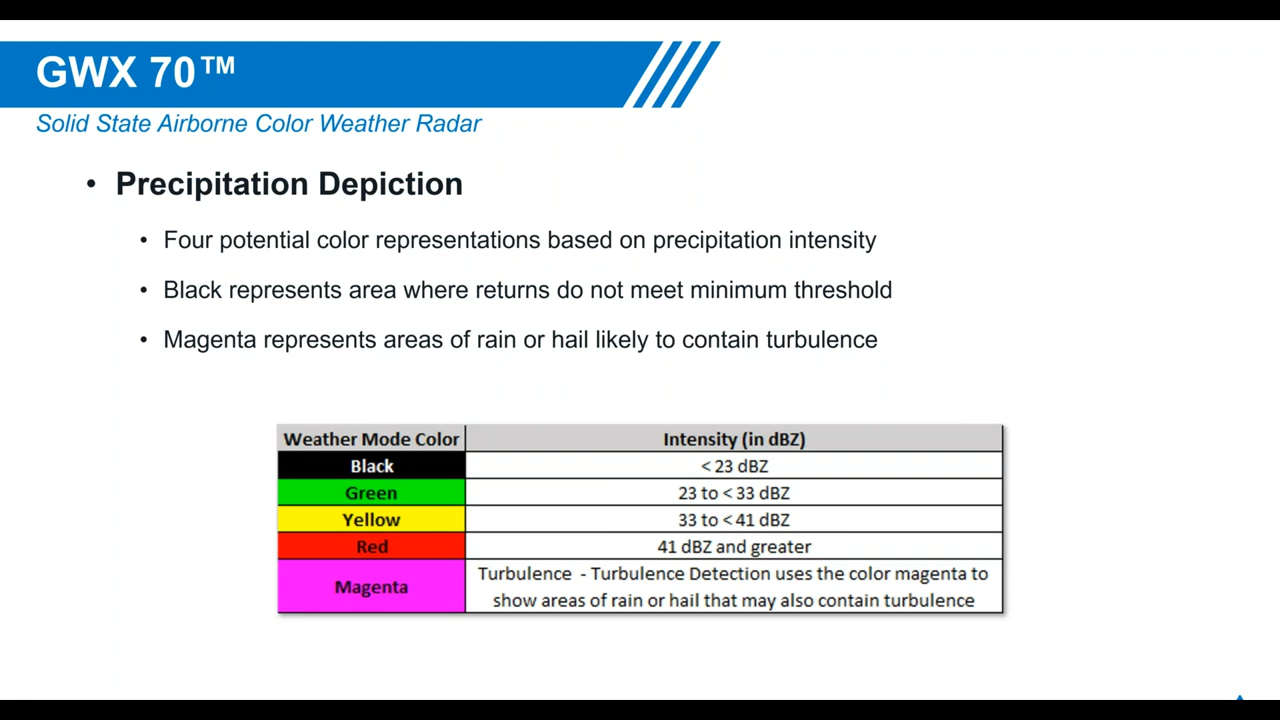 GWX 70™
Solid State Airborne Color Weather Radar
• Precipitation Depiction
• Four potential color representations based on precipitation intensity
• Black represents area where returns do not meet minimum threshold
• Magenta represents areas of rain or hail likely to contain turbulence
Weather Mode Color Intensity (in dBZ)
Black < 23 dBZ
Green 23 to < 33 dBZ
Yellow 33 to < 41 dBZ
Red 41 dBZ and greater
Magenta Turbulence - Turbulence Detection uses the color magenta to
show areas of rain or hail that may also contain turbulence